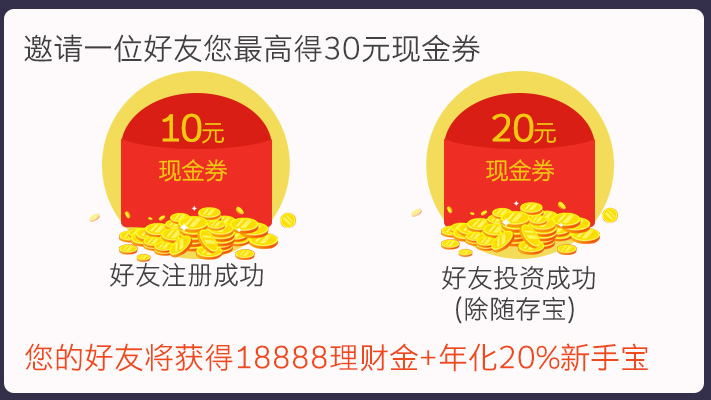 邀请一位好友您最高得30元现金券
10元
现金券
20元
现金券
好友注册成功
好友投资成功
(除随存宝)
您的好友将获得18888理财金+年化20%新手宝